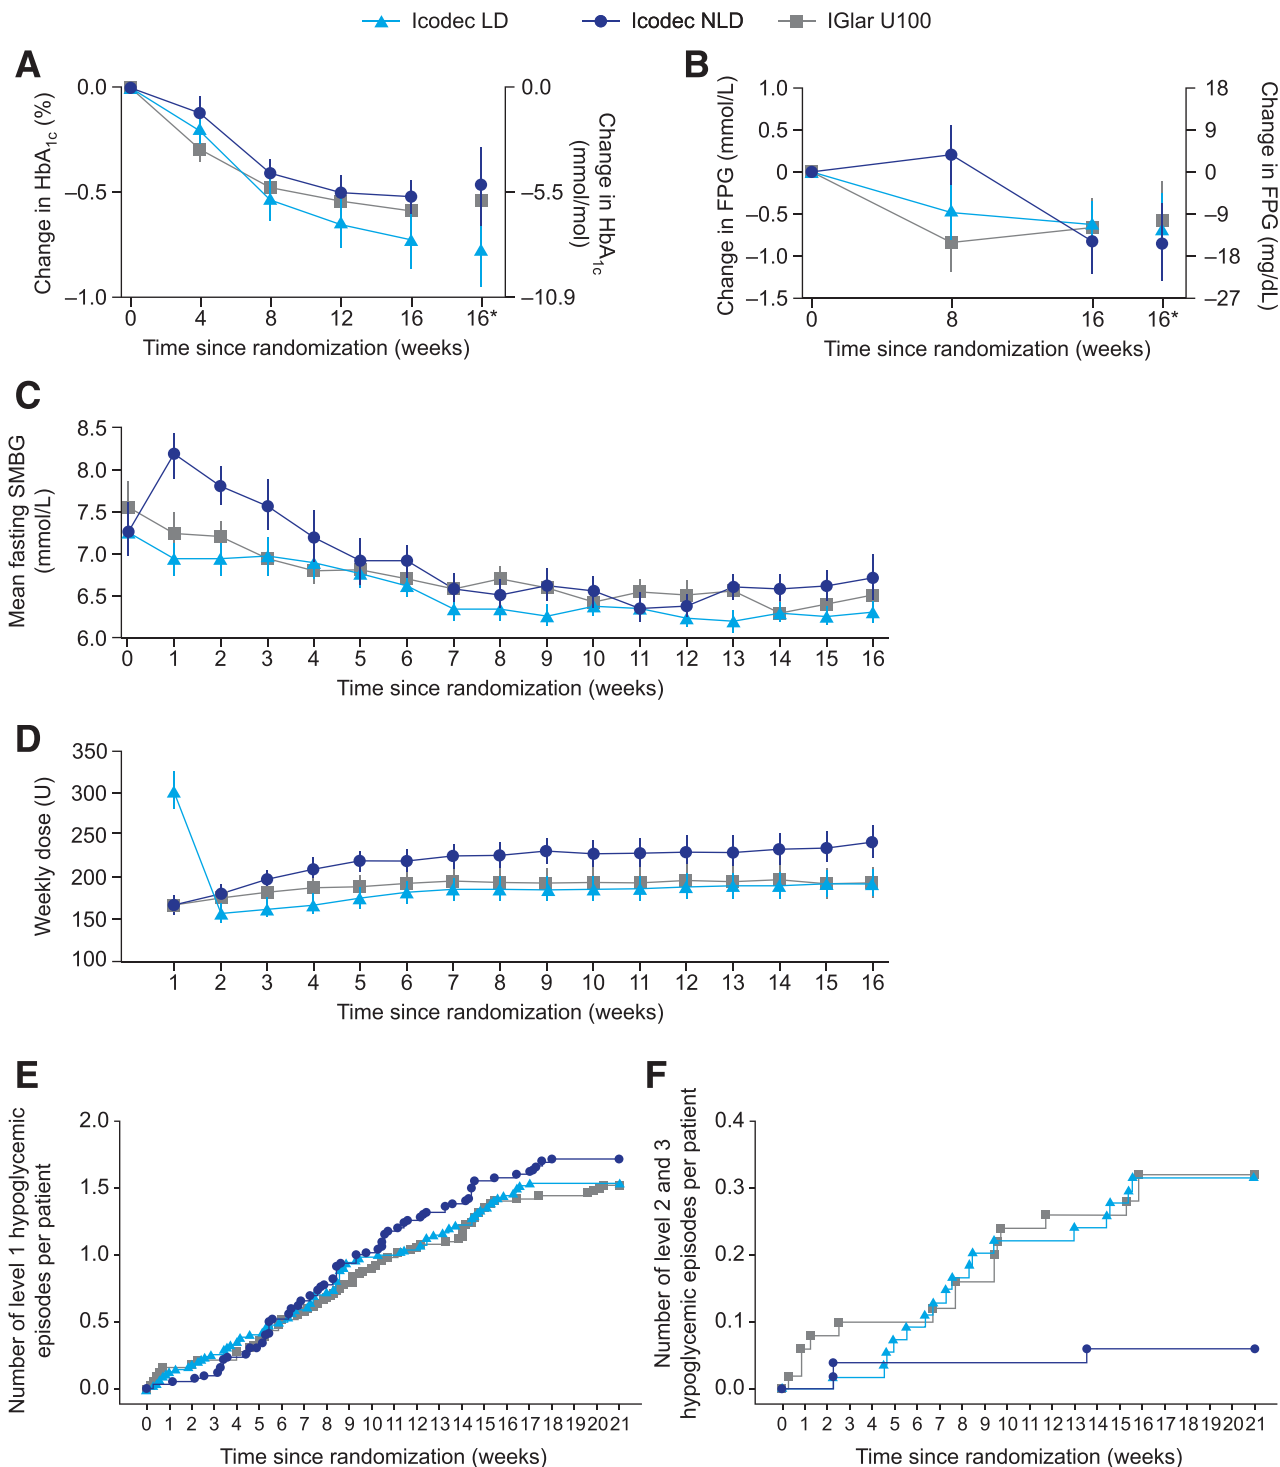 Icodec LD Icodec NLD IGlar U100
A
Change in HbA1c (%)
0.0
–0.5
–1.0
0.0
–5.5
–10.9
Change in HbA1c
(mmol/mol)
0 4 8 12 16 16*
Time since randomization (weeks)
B
Change in FPG (mmol/L)
1.0
0.5
0
–0.5
–1.0
–1.5
18
9
0
–9
–18
–27
Change in FPG (mg/dL)
0 8 16 16*
Time since randomization (weeks)
C
Mean fasting SMBG
(mmol/L)
8.5
8.0
7.5
7.0
6.5
6.0
0 1 2 3 4 5 6 7 8 9 10 11 12 13 14 15 16
Time since randomization (weeks)
D
Weekly dose (U)
350
300
250
200
150
100
1 2 3 4 5 6 7 8 9 10 11 12 13 14 15 16
Time since randomization (weeks)
E
Number of level 1 hypoglycemic
episodes per patient
2.0
1.5
1.0
0.5
0.0
0 1 2 3 4 5 6 7 8 9 10 11 12 13 14 15 16 17 18 19 20 21
Time since randomization (weeks)
F
Number of level 2 and 3
hypoglycemic episodes per patient
0.4
0.3
0.2
0.1
0.0
0 1 2 3 4 5 6 7 8 9 10 11 12 13 14 15 16 17 18 19 20 21
Time since randomization (weeks)